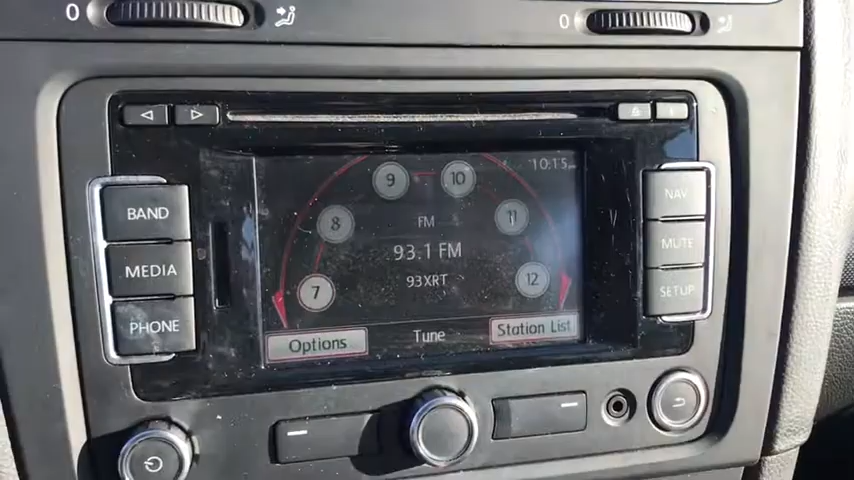 0
0
10:15
9
10
BAND
NAV
8
FM
11
93.1 FM
MUTE
MEDIA
93XRT
7
12
SETUP
PHONE
Options
Tune
Station List